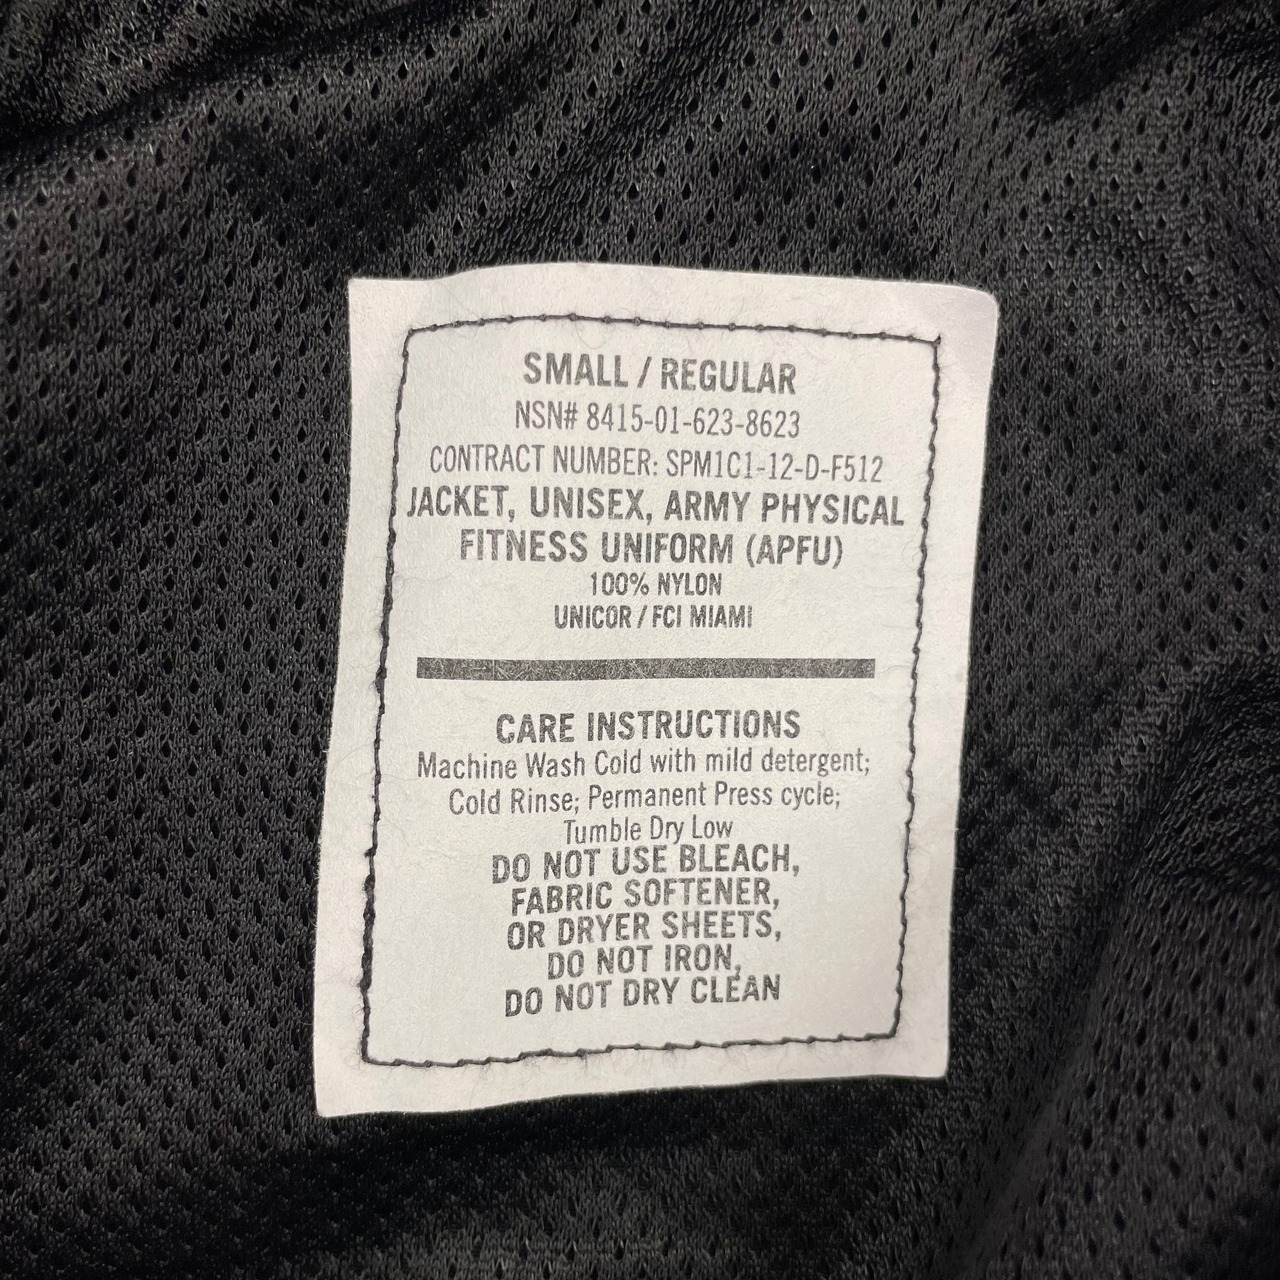 SMALL / REGULAR
NSN# 8415-01-623-8623
CONTRACT NUMBER: SPM1C1-12-D-F512
JACKET, UNISEX, ARMY PHYSICAL
FITNESS UNIFORM (APFU)
100% NYLON
UNICOR / FCI MIAMI
CARE INSTRUCTIONS
Machine Wash Cold with mild detergent;
Cold Rinse; Permanent Press cycle;
Tumble Dry Low
DO NOT USE BLEACH,
FABRIC SOFTENER,
OR DRYER SHEETS,
DO NOT IRON,
DO NOT DRY CLEAN